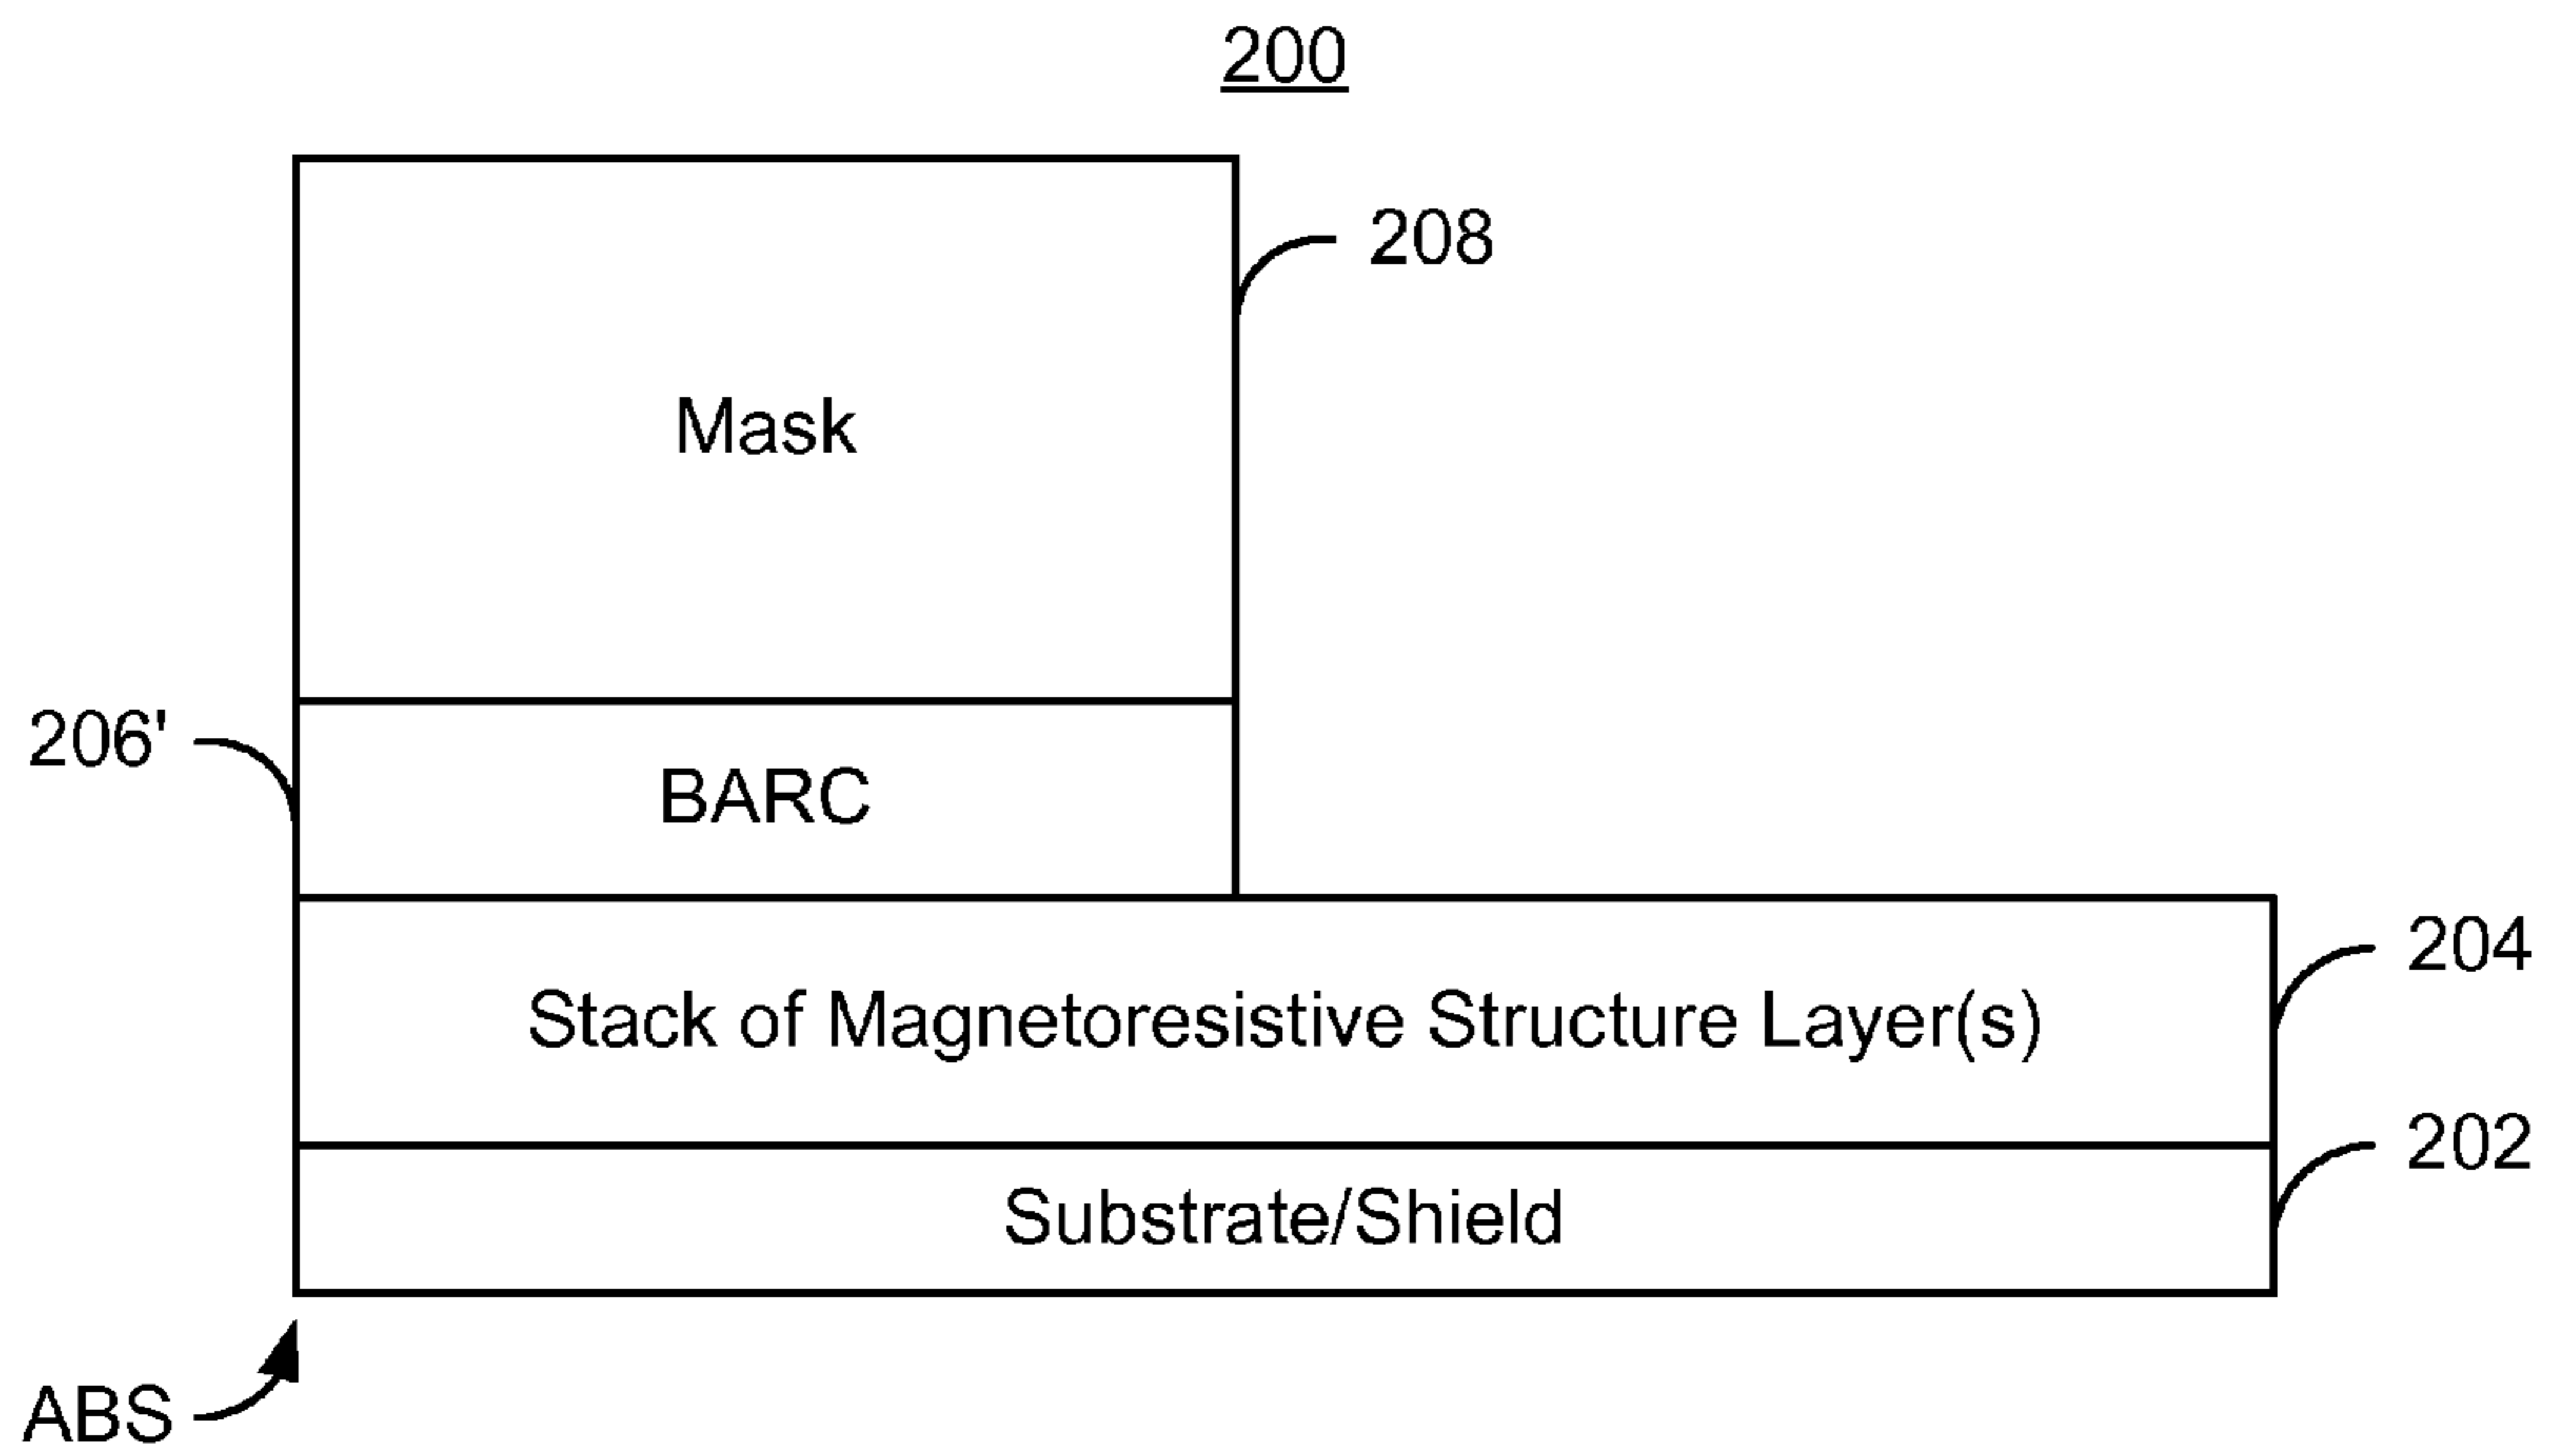 200
208
Mask
206'
BARC
204
Stack of Magnetoresistive Structure Layer(s)
202
Substrate/Shield
ABS